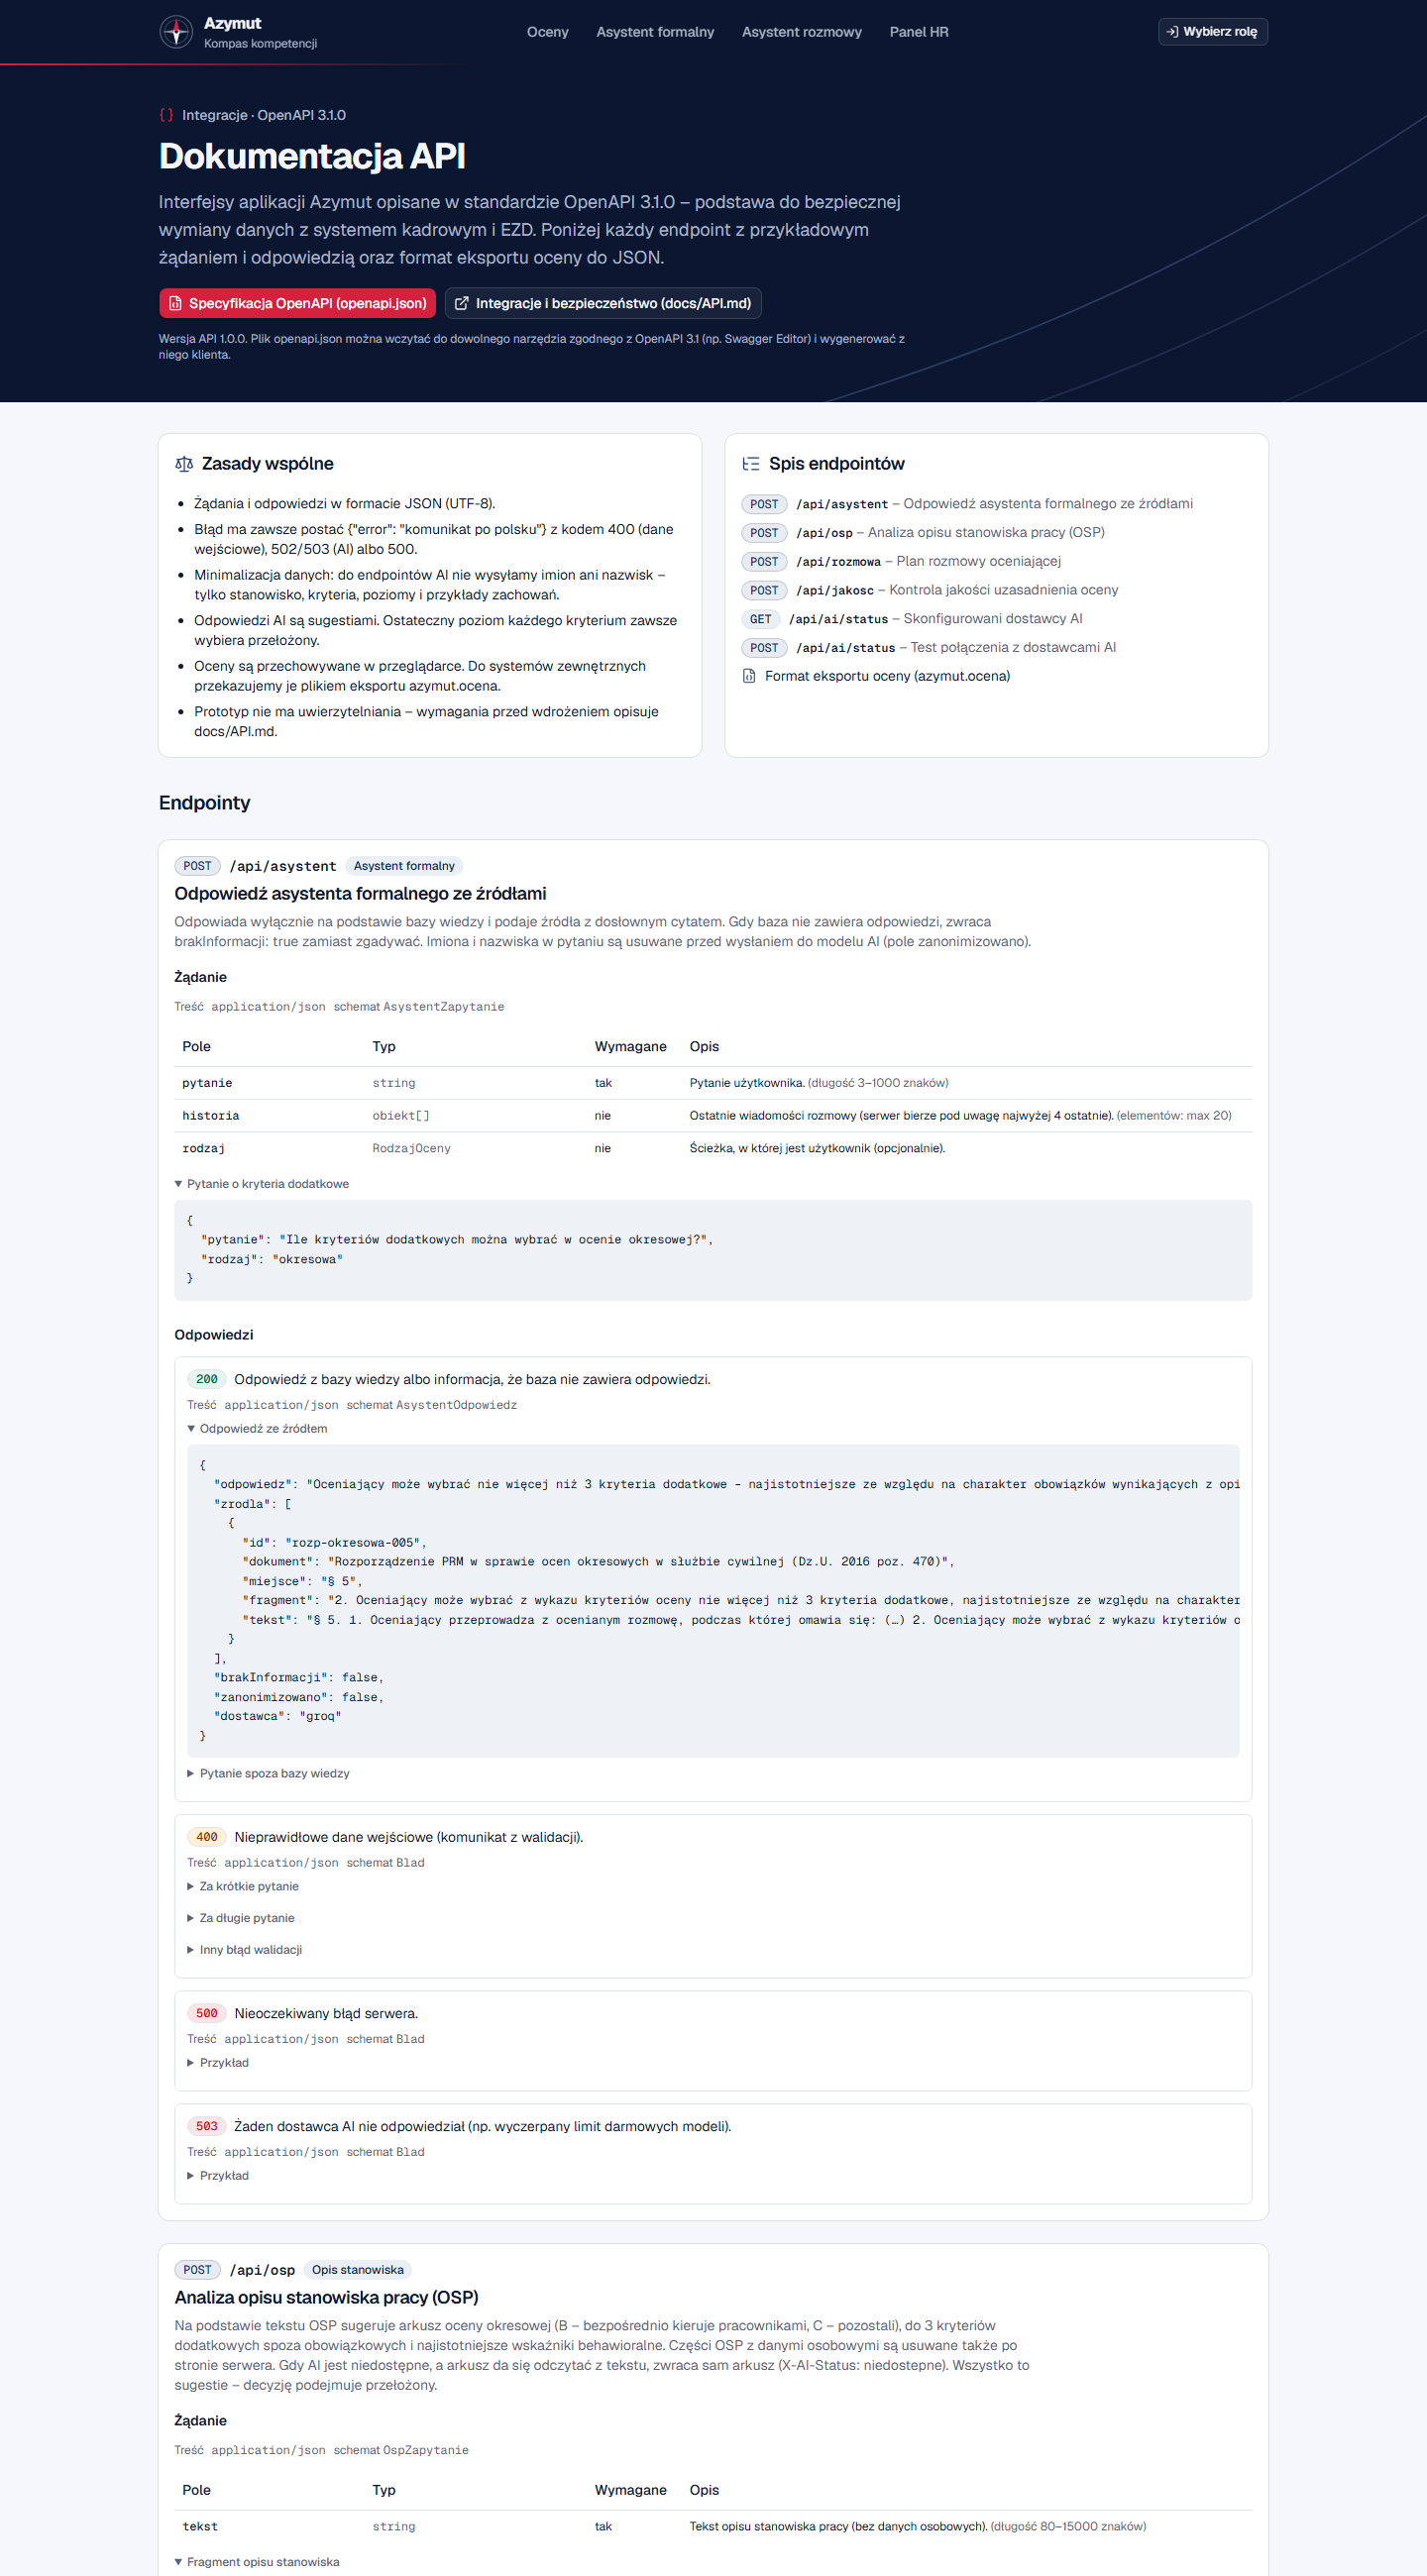 Azymut
Kompas kompetencji
Oceny
Asystent formalny
Asystent rozmowy
Panel HR
Wybierz rolę
{} Integracje · OpenAPI 3.1.0
Dokumentacja API
Interfejsy aplikacji Azymut opisane w standardzie OpenAPI 3.1.0 – podstawa do bezpiecznej
wymiany danych z systemem kadrowym i EZD. Poniżej każdy endpoint z przykładowym
żądaniem i odpowiedzią oraz format eksportu oceny do JSON.
Specyfikacja OpenAPI (openapi.json)
Integracje i bezpieczeństwo (docs/API.md)
Wersja API 1.0.0. Plik openapi.json można wczytać do dowolnego narzędzia zgodnego z OpenAPI 3.1 (np. Swagger Editor) i wygenerować z
niego klienta.
Zasady wspólne
• Żądania i odpowiedzi w formacie JSON (UTF-8).
• Błąd ma zawsze postać {"error": "komunikat po polsku"} z kodem 400 (dane
wejściowe), 502/503 (AI) albo 500.
• Minimalizacja danych: do endpointów AI nie wysyłamy imion ani nazwisk –
tylko stanowisko, kryteria, poziomy i przykłady zachowań.
• Odpowiedzi AI są sugestiami. Ostateczny poziom każdego kryterium zawsze
wybiera przełożony.
• Oceny są przechowywane w przeglądarce. Do systemów zewnętrznych
przekazujemy je plikiem eksportu azymut.ocena.
• Prototyp nie ma uwierzytelniania – wymagania przed wdrożeniem opisuje
docs/API.md.
Spis endpointów
POST /api/asystent – Odpowiedź asystenta formalnego ze źródłami
POST /api/osp – Analiza opisu stanowiska pracy (OSP)
POST /api/rozmowa – Plan rozmowy oceniającej
POST /api/jakosc – Kontrola jakości uzasadnienia oceny
GET /api/ai/status – Skonfigurowani dostawcy AI
POST /api/ai/status – Test połączenia z dostawcami AI
Format eksportu oceny (azymut.ocena)
Endpointy
POST /api/asystent Asystent formalny
Odpowiedź asystenta formalnego ze źródłami
Odpowiada wyłącznie na podstawie bazy wiedzy i podaje źródła z dosłownym cytatem. Gdy baza nie zawiera odpowiedzi, zwraca
brakInformacji: true zamiast zgadywać. Imiona i nazwiska w pytaniu są usuwane przed wysłaniem do modelu AI (pole zanonimizowano).
Żądanie
Treść application/json schemat AsystentZapytanie
Pole Typ Wymagane Opis
pytanie string tak Pytanie użytkownika. (długość 3–1000 znaków)
historia obiekt[] nie Ostatnie wiadomości rozmowy (serwer bierze pod uwagę najwyżej 4 ostatnie). (elementów: max 20)
rodzaj RodzajOceny nie Ścieżka, w której jest użytkownik (opcjonalnie).
▼ Pytanie o kryteria dodatkowe
{
"pytanie": "Ile kryteriów dodatkowych można wybrać w ocenie okresowej?",
"rodzaj": "okresowa"
}
Odpowiedzi
200 Odpowiedź z bazy wiedzy albo informacja, że baza nie zawiera odpowiedzi.
Treść application/json schemat AsystentOdpowiedz
▼ Odpowiedź ze źródłem
{
"odpowiedz": "Oceniający może wybrać nie więcej niż 3 kryteria dodatkowe – najistotniejsze ze względu na charakter obowiązków wynikających z opi
"zrodla": [
{
"id": "rozp-okresowa-005",
"dokument": "Rozporządzenie PRM w sprawie ocen okresowych w służbie cywilnej (Dz.U. 2016 poz. 470)",
"miejsce": "§ 5",
"fragment": "2. Oceniający może wybrać z wykazu kryteriów oceny nie więcej niż 3 kryteria dodatkowe, najistotniejsze ze względu na charakter
"tekst": "§ 5. 1. Oceniający przeprowadza z ocenianym rozmowę, podczas której omawia się: (…) 2. Oceniający może wybrać z wykazu kryteriów o
}
],
"brakInformacji": false,
"zanonimizowano": false,
"dostawca": "groq"
}
▶ Pytanie spoza bazy wiedzy
400 Nieprawidłowe dane wejściowe (komunikat z walidacji).
Treść application/json schemat Blad
▶ Za krótkie pytanie
▶ Za długie pytanie
▶ Inny błąd walidacji
500 Nieoczekiwany błąd serwera.
Treść application/json schemat Blad
▶ Przykład
503 Żaden dostawca AI nie odpowiedział (np. wyczerpany limit darmowych modeli).
Treść application/json schemat Blad
▶ Przykład
POST /api/osp Opis stanowiska
Analiza opisu stanowiska pracy (OSP)
Na podstawie tekstu OSP sugeruje arkusz oceny okresowej (B – bezpośrednio kieruje pracownikami, C – pozostali), do 3 kryteriów
dodatkowych spoza obowiązkowych i najistotniejsze wskaźniki behawioralne. Części OSP z danymi osobowymi są usuwane także po
stronie serwera. Gdy AI jest niedostępne, a arkusz da się odczytać z tekstu, zwraca sam arkusz (X-AI-Status: niedostepne). Wszystko to
sugestie – decyzję podejmuje przełożony.
Żądanie
Treść application/json schemat OspZapytanie
Pole Typ Wymagane Opis
tekst string tak Tekst opisu stanowiska pracy (bez danych osobowych). (długość 80–15000 znaków)
▼ Fragment opisu stanowiska